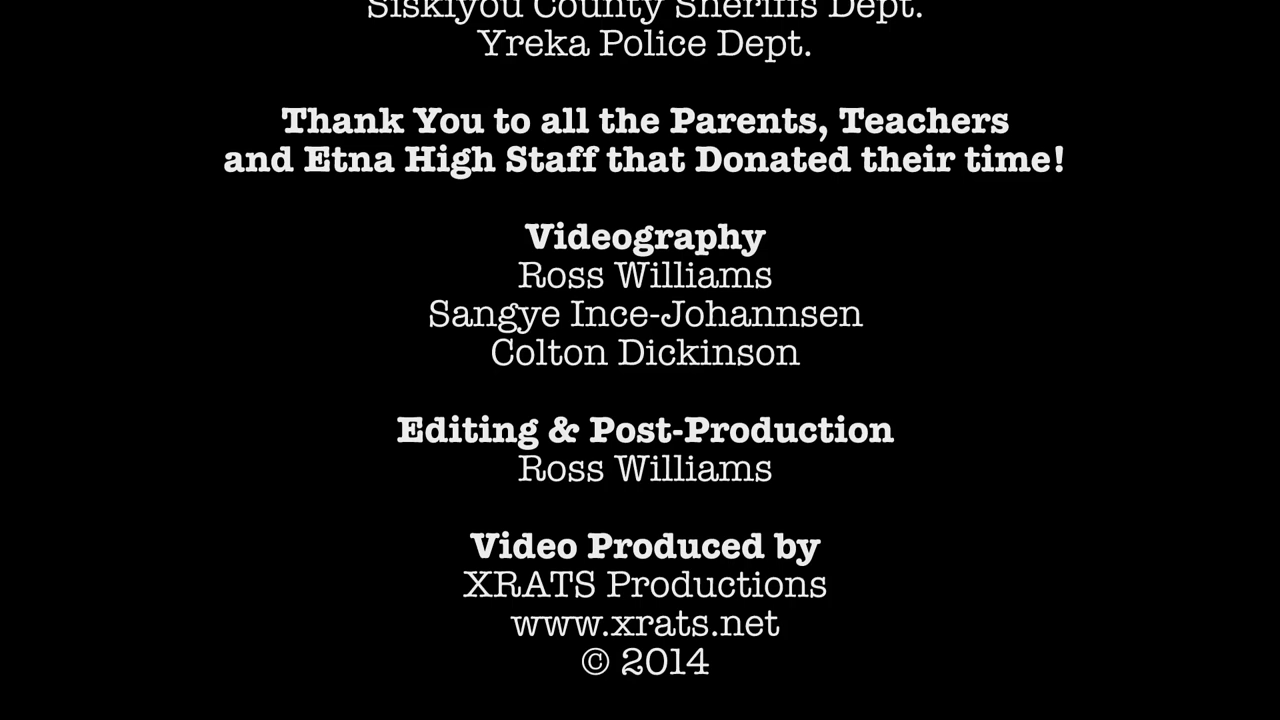 Siskiyou County Sheriffs Dept.
Yreka Police Dept.
Thank You to all the Parents, Teachers
and Etna High Staff that Donated their time!
Videography
Ross Williams
Sangye Ince-Johannsen
Colton Dickinson
Editing & Post-Production
Ross Williams
Video Produced by
XRATS Productions
www.xrats.net
© 2014